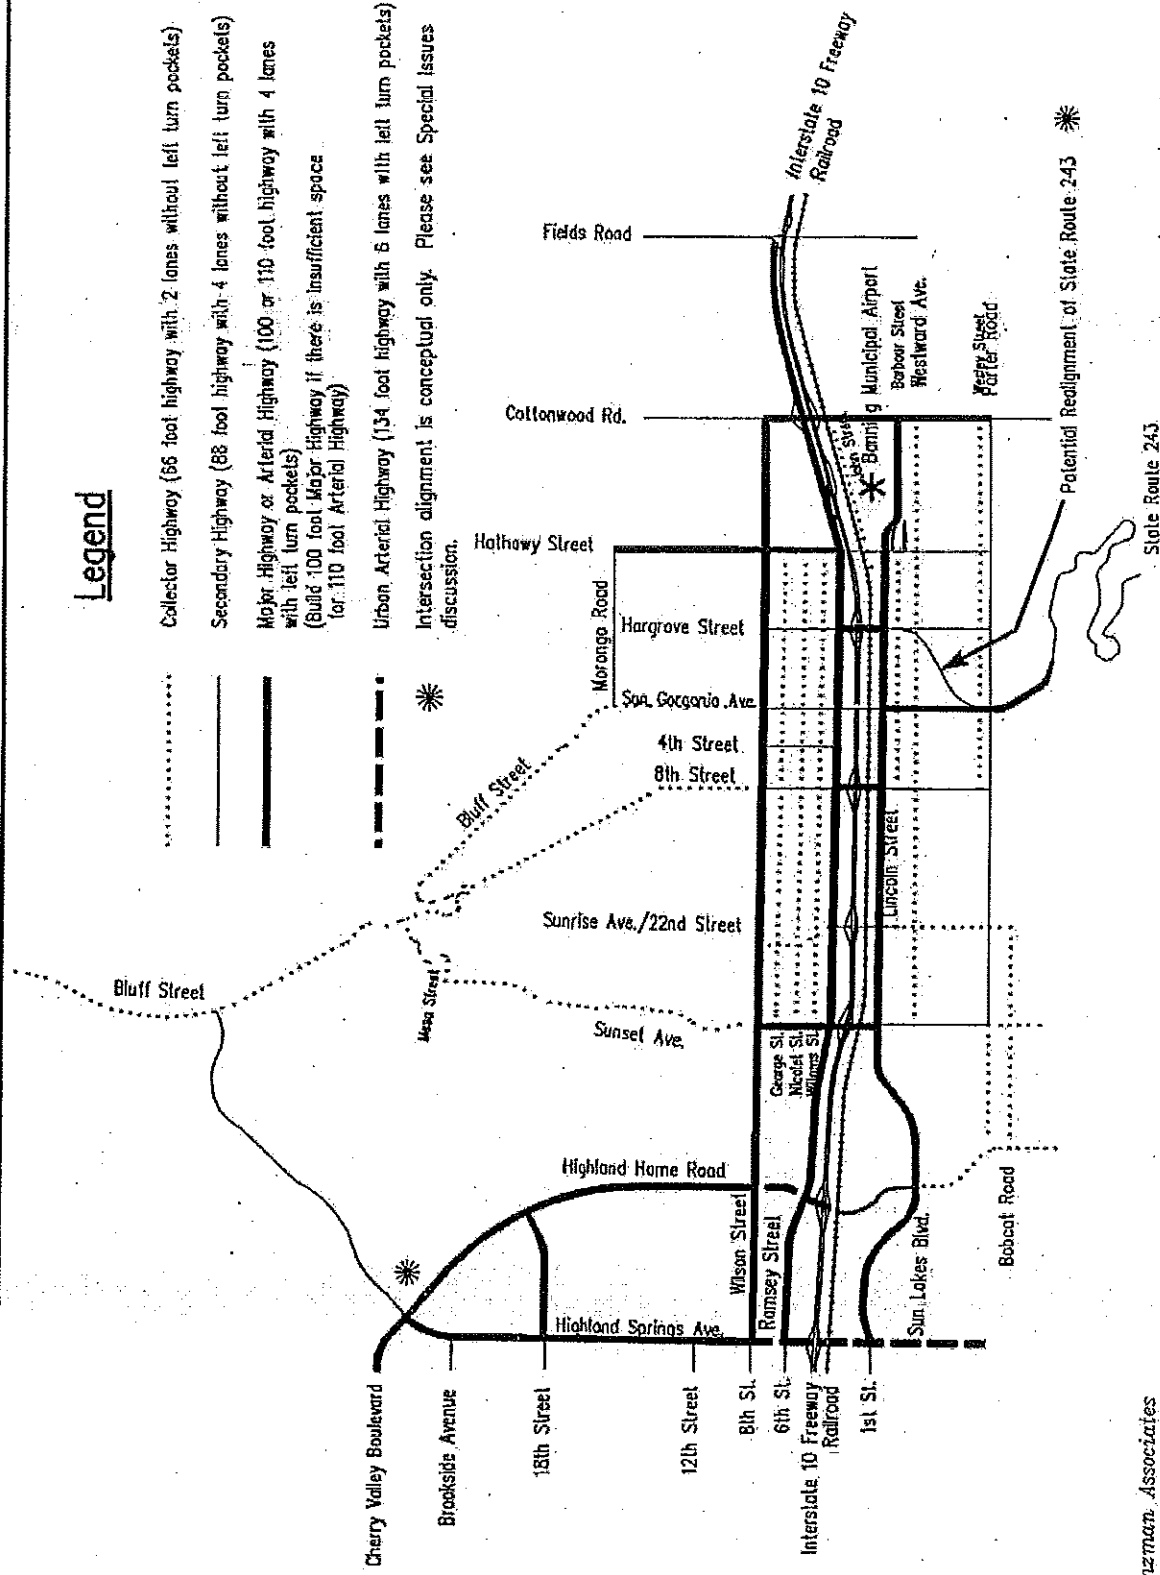 Legend
Collector Highway (66 foot highway with 2 lanes without left turn pockets)
Secondary Highway (88 foot highway with 4 lanes without left turn pockets)
Major Highway or Arterial Highway (100 or 110 foot highway with 4 lanes
with left turn pockets)
(Build 100 foot Major Highway if there is insufficient space
for 110 foot Arterial Highway)
Urban Arterial Highway (134 foot highway with 6 lanes with left turn pockets)
Intersection alignment is conceptual only. Please see Special Issues
discussion.
Interstate 10 Freeway
Railroad
Fields Road
Cottonwood Rd.
Hathawy Street
Morongo Road
Hargrove Street
San Gorgonio Ave.
4th Street
8th Street
Bluff Street
Sunrise Ave./22nd Street
Bluff Street
Mesa Street
Sunset Ave.
George St.
Nicolet St.
Wiliams St.
Lincoln Street
John Street
Banning Municipal Airport
Barbour Street
Westward Ave.
Wesley Street
Porter Road
Potential Realignment of State Route 243
State Route 243
Highland Home Road
Wilson Street
Ramsey Street
Highland Springs Ave.
Sun Lakes Blvd.
Bobcat Road
Cherry Valley Boulevard
Brookside Avenue
18th Street
12th Street
8th St.
6th St.
Interstate 10 Freeway
Railroad
1st St.
uzman Associates